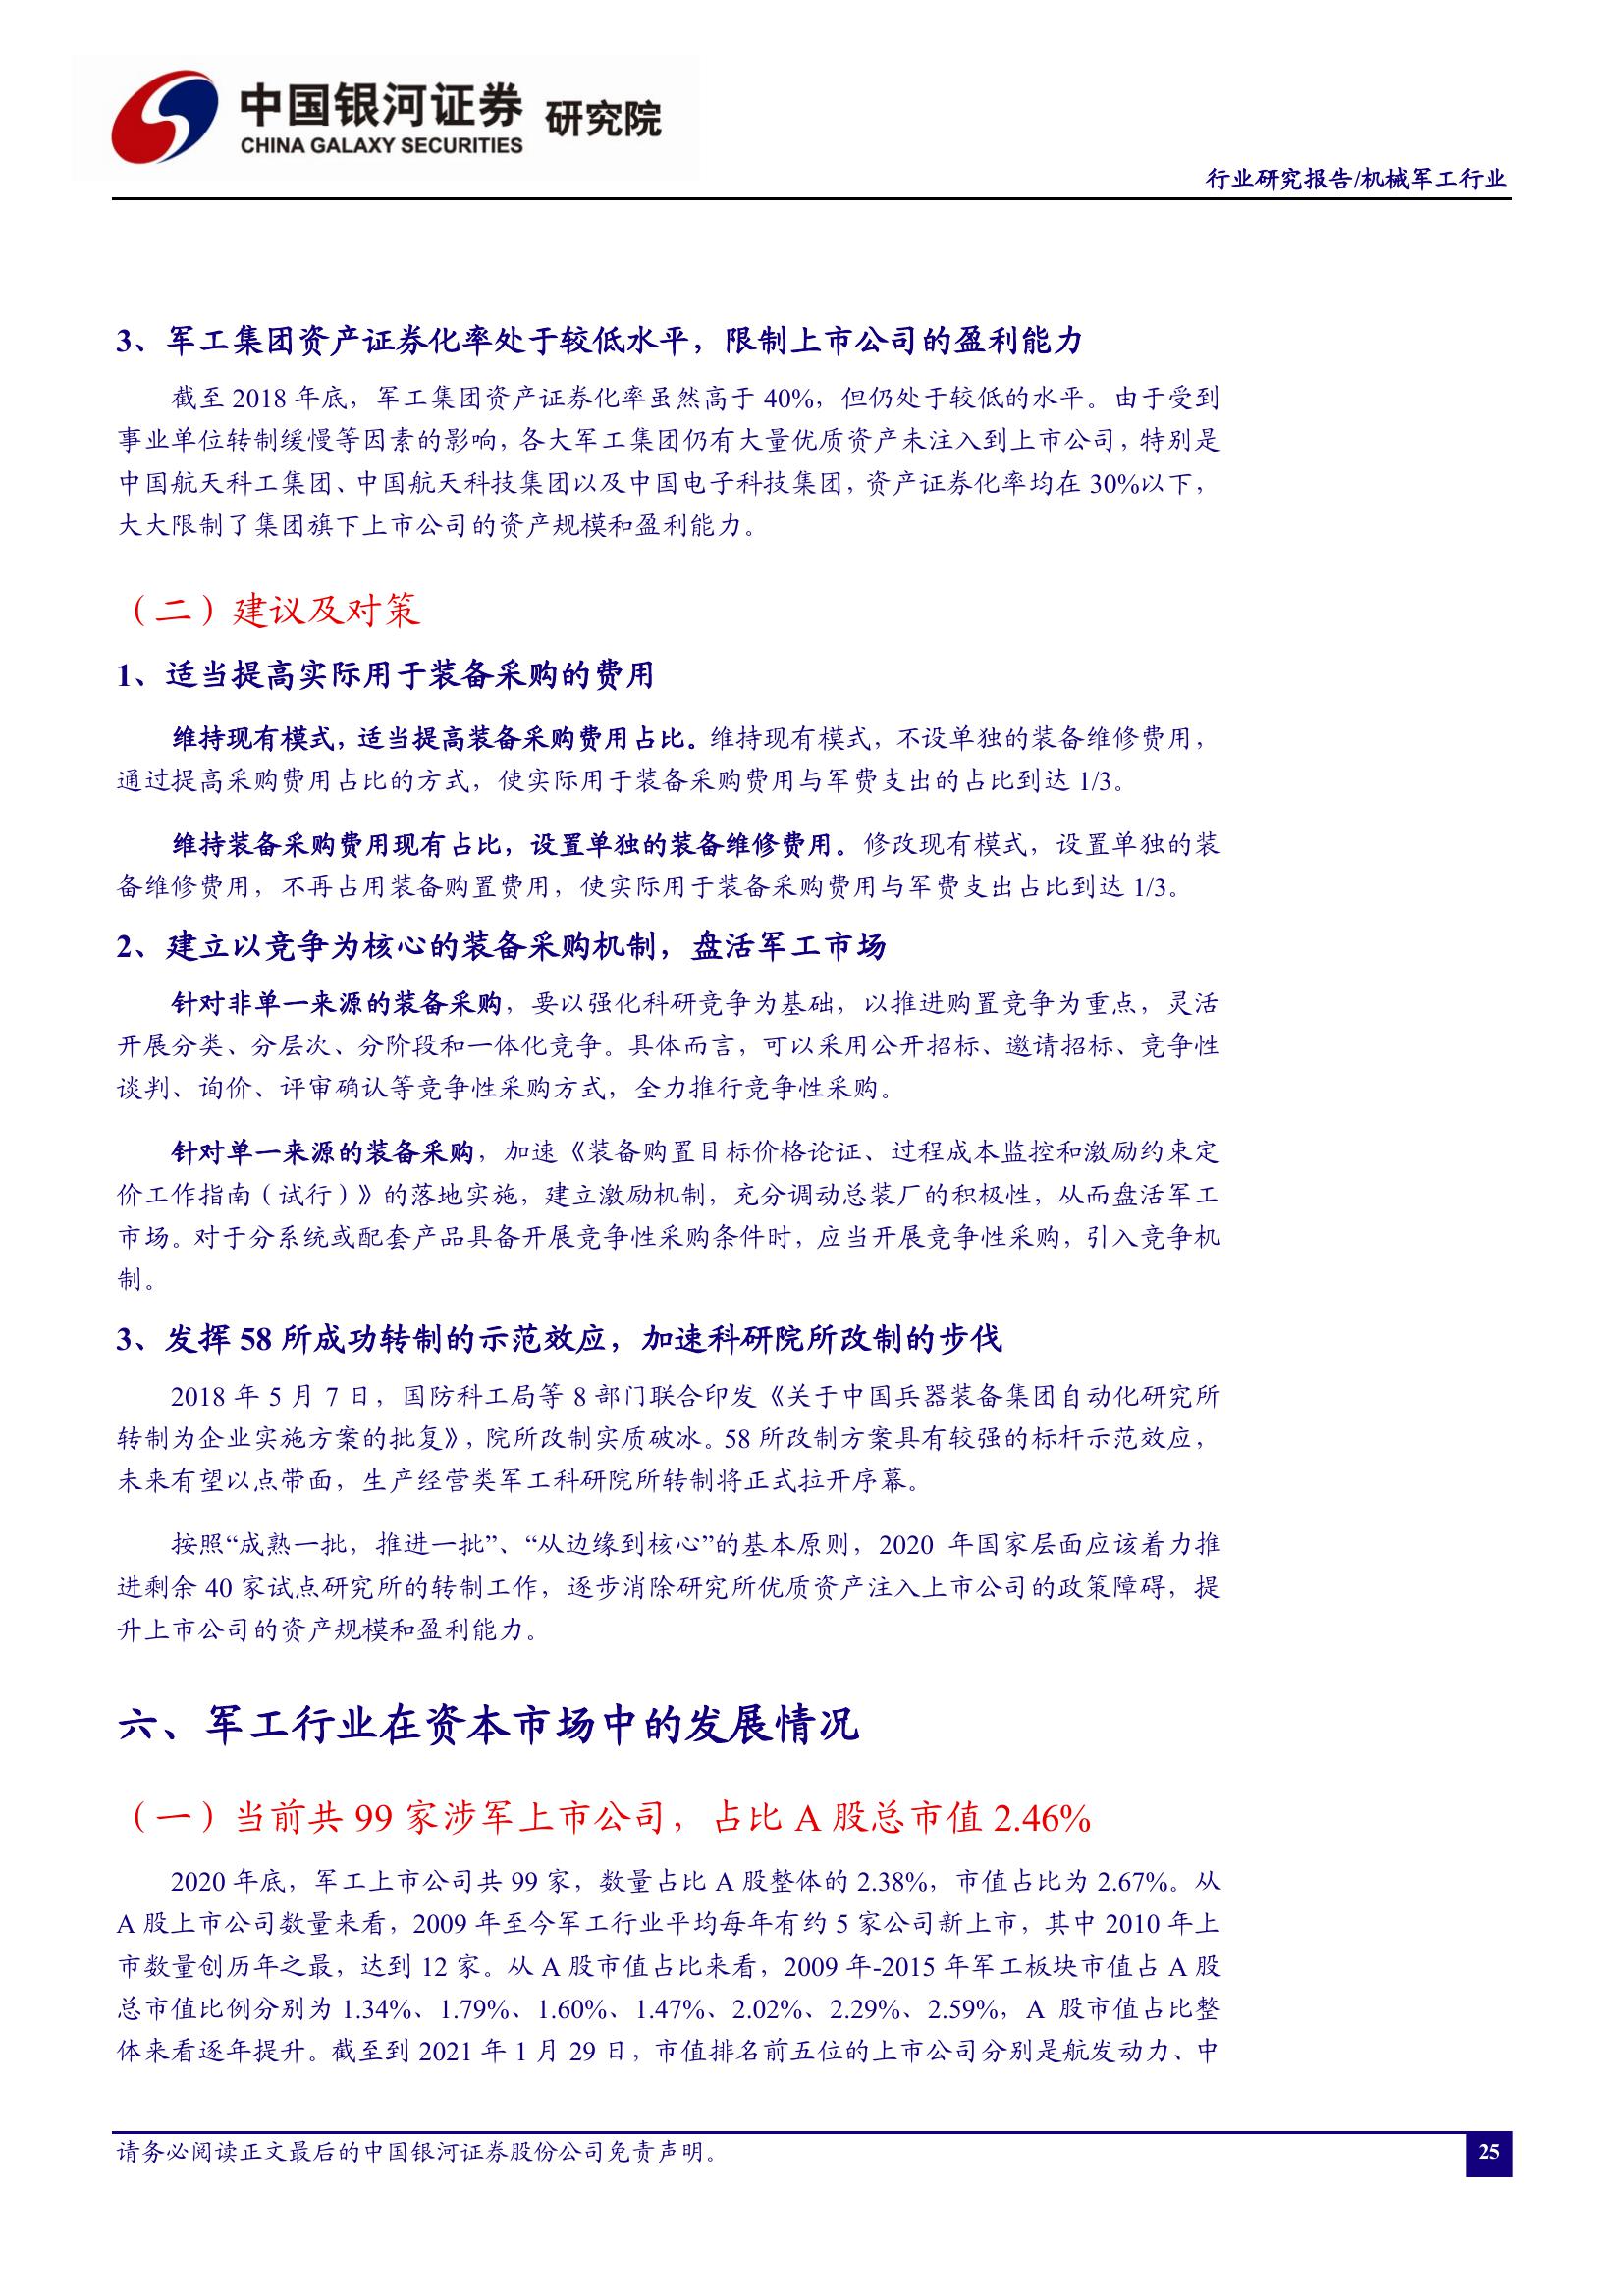 中国银河证券 研究院
CHINA GALAXY SECURITIES
行业研究报告/机械军工行业
3、军工集团资产证券化率处于较低水平，限制上市公司的盈利能力
截至 2018 年底，军工集团资产证券化率虽然高于 40%，但仍处于较低的水平。由于受到
事业单位转制缓慢等因素的影响，各大军工集团仍有大量优质资产未注入到上市公司，特别是
中国航天科工集团、中国航天科技集团以及中国电子科技集团，资产证券化率均在 30%以下，
大大限制了集团旗下上市公司的资产规模和盈利能力。
（二）建议及对策
1、适当提高实际用于装备采购的费用
维持现有模式，适当提高装备采购费用占比。维持现有模式，不设单独的装备维修费用，
通过提高采购费用占比的方式，使实际用于装备采购费用与军费支出的占比到达 1/3。
维持装备采购费用现有占比，设置单独的装备维修费用。修改现有模式，设置单独的装
备维修费用，不再占用装备购置费用，使实际用于装备采购费用与军费支出占比到达 1/3。
2、建立以竞争为核心的装备采购机制，盘活军工市场
针对非单一来源的装备采购，要以强化科研竞争为基础，以推进购置竞争为重点，灵活
开展分类、分层次、分阶段和一体化竞争。具体而言，可以采用公开招标、邀请招标、竞争性
谈判、询价、评审确认等竞争性采购方式，全力推行竞争性采购。
针对单一来源的装备采购，加速《装备购置目标价格论证、过程成本监控和激励约束定
价工作指南（试行）》的落地实施，建立激励机制，充分调动总装厂的积极性，从而盘活军工
市场。对于分系统或配套产品具备开展竞争性采购条件时，应当开展竞争性采购，引入竞争机
制。
3、发挥 58 所成功转制的示范效应，加速科研院所改制的步伐
2018 年 5 月 7 日，国防科工局等 8 部门联合印发《关于中国兵器装备集团自动化研究所
转制为企业实施方案的批复》，院所改制实质破冰。58 所改制方案具有较强的标杆示范效应，
未来有望以点带面，生产经营类军工科研院所转制将正式拉开序幕。
按照“成熟一批，推进一批”、“从边缘到核心”的基本原则，2020 年国家层面应该着力推
进剩余 40 家试点研究所的转制工作，逐步消除研究所优质资产注入上市公司的政策障碍，提
升上市公司的资产规模和盈利能力。
六、军工行业在资本市场中的发展情况
（一）当前共 99 家涉军上市公司，占比 A 股总市值 2.46%
2020 年底，军工上市公司共 99 家，数量占比 A 股整体的 2.38%，市值占比为 2.67%。从
A 股上市公司数量来看，2009 年至今军工行业平均每年有约 5 家公司新上市，其中 2010 年上
市数量创历年之最，达到 12 家。从 A 股市值占比来看，2009 年-2015 年军工板块市值占 A 股
总市值比例分别为 1.34%、1.79%、1.60%、1.47%、2.02%、2.29%、2.59%，A 股市值占比整
体来看逐年提升。截至到 2021 年 1 月 29 日，市值排名前五位的上市公司分别是航发动力、中
请务必阅读正文最后的中国银河证券股份公司免责声明。
25